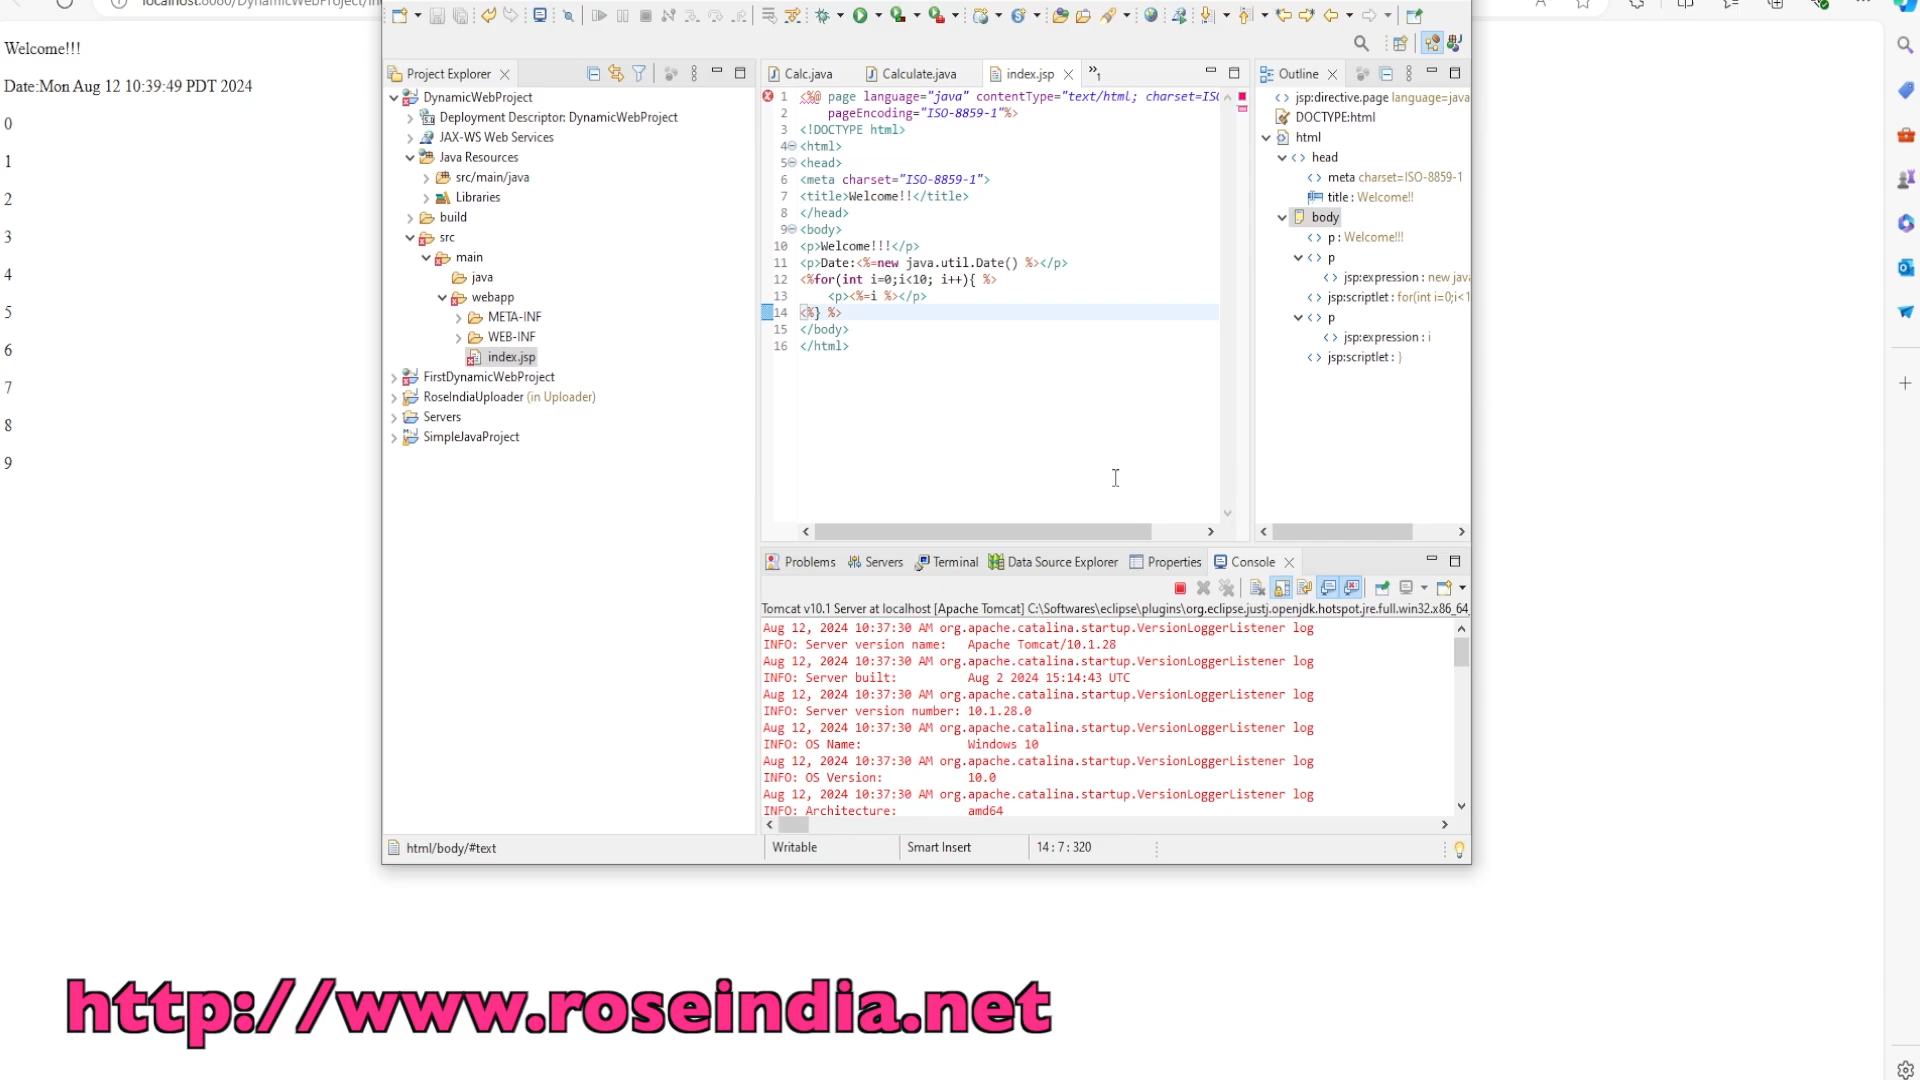 Welcome!!!
Date:Mon Aug 12 10:39:49 PDT 2024
0
1
2
3
4
5
6
7
8
9
Project Explorer
DynamicWebProject
Deployment Descriptor: DynamicWebProject
JAX-WS Web Services
Java Resources
src/main/java
Libraries
build
src
main
java
webapp
META-INF
WEB-INF
index.jsp
FirstDynamicWebProject
RoseIndiaUploader (in Uploader)
Servers
SimpleJavaProject
Calc.java
Calculate.java
index.jsp
»1
1 <%@ page language="java" contentType="text/html; charset=ISO
2 pageEncoding="ISO-8859-1"%>
3 <!DOCTYPE html>
4 <html>
5 <head>
6 <meta charset="ISO-8859-1">
7 <title>Welcome!!</title>
8 </head>
9 <body>
10 <p>Welcome!!!</p>
11 <p>Date:<%=new java.util.Date() %></p>
12 <%for(int i=0;i<10; i++){ %>
13 <p><%=i %></p>
14 <%} %>
15 </body>
16 </html>
Outline
jsp:directive.page language=java
DOCTYPE:html
html
head
meta charset=ISO-8859-1
title : Welcome!!
body
p : Welcome!!!
p
jsp:expression : new java
jsp:scriptlet : for(int i=0;i<1
p
jsp:expression : i
jsp:scriptlet : }
Problems
Servers
Terminal
Data Source Explorer
Properties
Console
Tomcat v10.1 Server at localhost [Apache Tomcat] C:\Softwares\eclipse\plugins\org.eclipse.justj.openjdk.hotspot.jre.full.win32.x86_64_
Aug 12, 2024 10:37:30 AM org.apache.catalina.startup.VersionLoggerListener log
INFO: Server version name: Apache Tomcat/10.1.28
Aug 12, 2024 10:37:30 AM org.apache.catalina.startup.VersionLoggerListener log
INFO: Server built: Aug 2 2024 15:14:43 UTC
Aug 12, 2024 10:37:30 AM org.apache.catalina.startup.VersionLoggerListener log
INFO: Server version number: 10.1.28.0
Aug 12, 2024 10:37:30 AM org.apache.catalina.startup.VersionLoggerListener log
INFO: OS Name: Windows 10
Aug 12, 2024 10:37:30 AM org.apache.catalina.startup.VersionLoggerListener log
INFO: OS Version: 10.0
Aug 12, 2024 10:37:30 AM org.apache.catalina.startup.VersionLoggerListener log
INFO: Architecture: amd64
html/body/#text
Writable
Smart Insert
14 : 7 : 320
http://www.roseindia.net